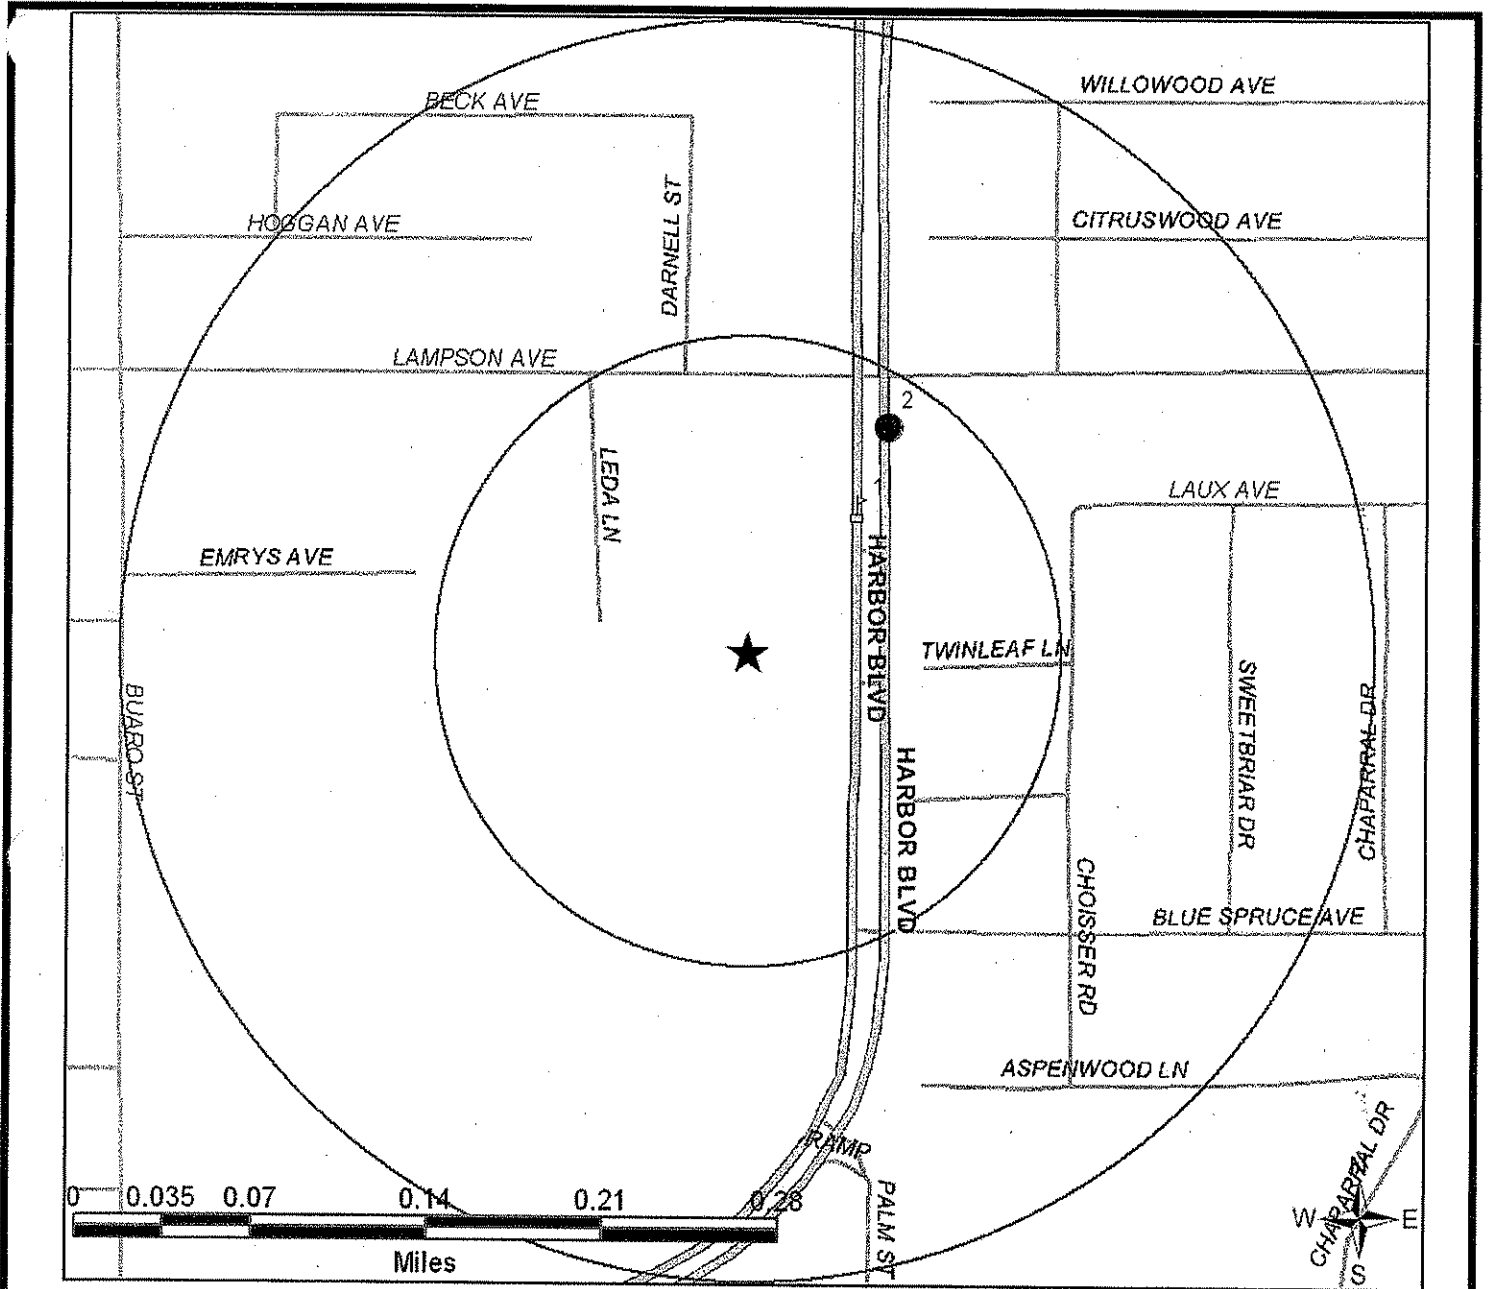 WILLOWOOD AVE
BECK AVE
DARNELL ST
CITRUSWOOD AVE
HOGGAN AVE
LAMPSON AVE
2
LEDA LN
1
LAUX AVE
HARBOR BLVD
EMRYS AVE
TWINLEAF LN
SWEETBRIAR DR
CHAPARRAL DR
BUARO ST
HARBOR BLVD
CHOISSER RD
BLUE SPRUCE AVE
ASPENWOOD LN
CHAPARRAL DR
RAMP
PALM ST
0 0.035 0.07 0.14 0.21 0.28
Miles
W E
S